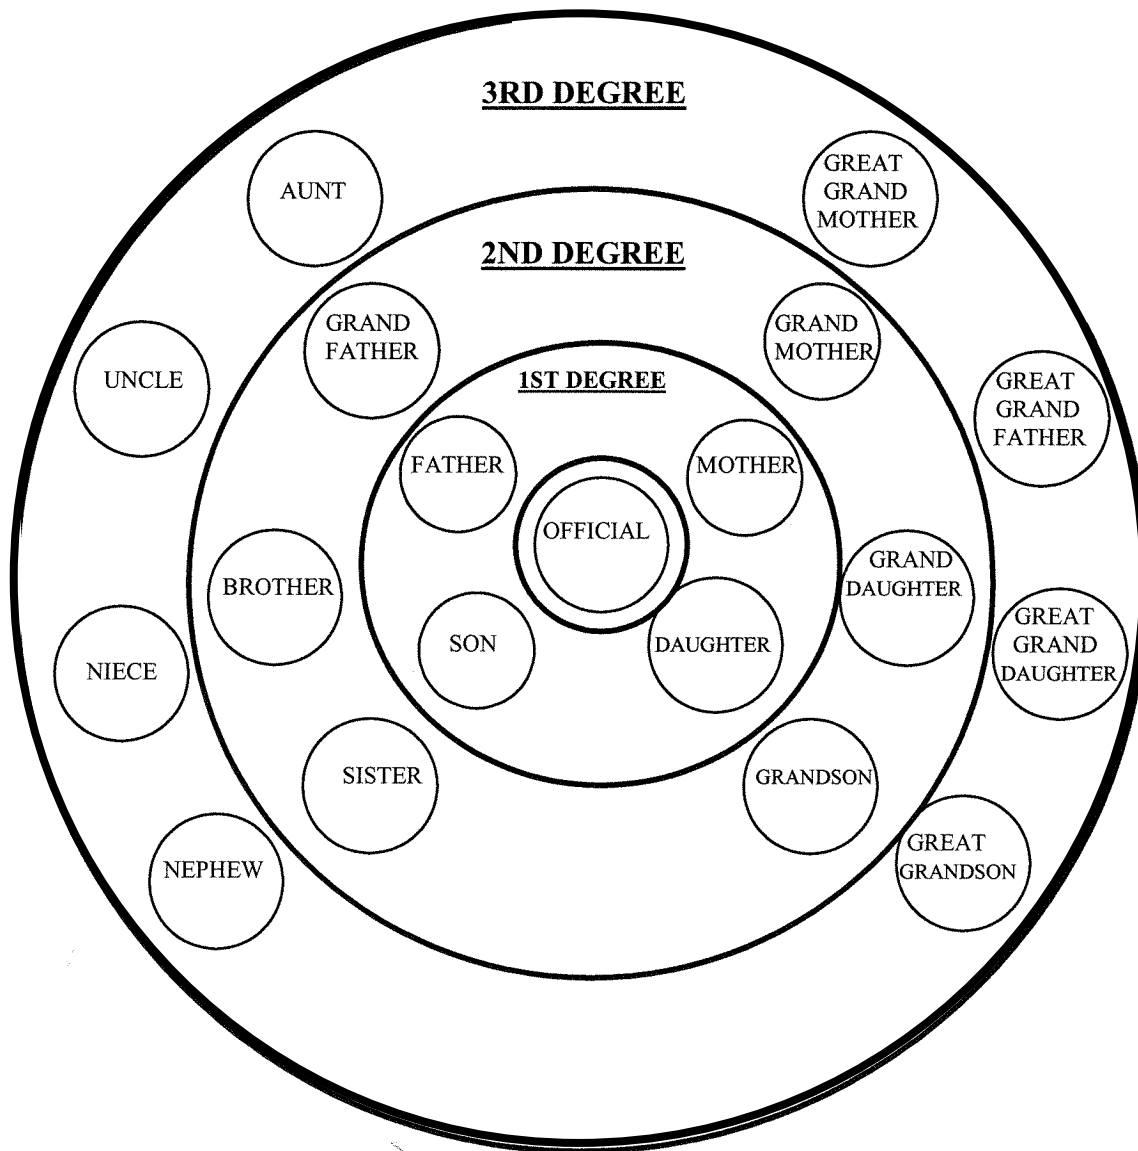 3RD DEGREE
AUNT
GREAT
GRAND
MOTHER
2ND DEGREE
GRAND
FATHER
GRAND
MOTHER
UNCLE
1ST DEGREE
GREAT
GRAND
FATHER
FATHER
MOTHER
OFFICIAL
BROTHER
GRAND
DAUGHTER
SON
DAUGHTER
GREAT
GRAND
DAUGHTER
NIECE
SISTER
GRANDSON
NEPHEW
GREAT
GRANDSON